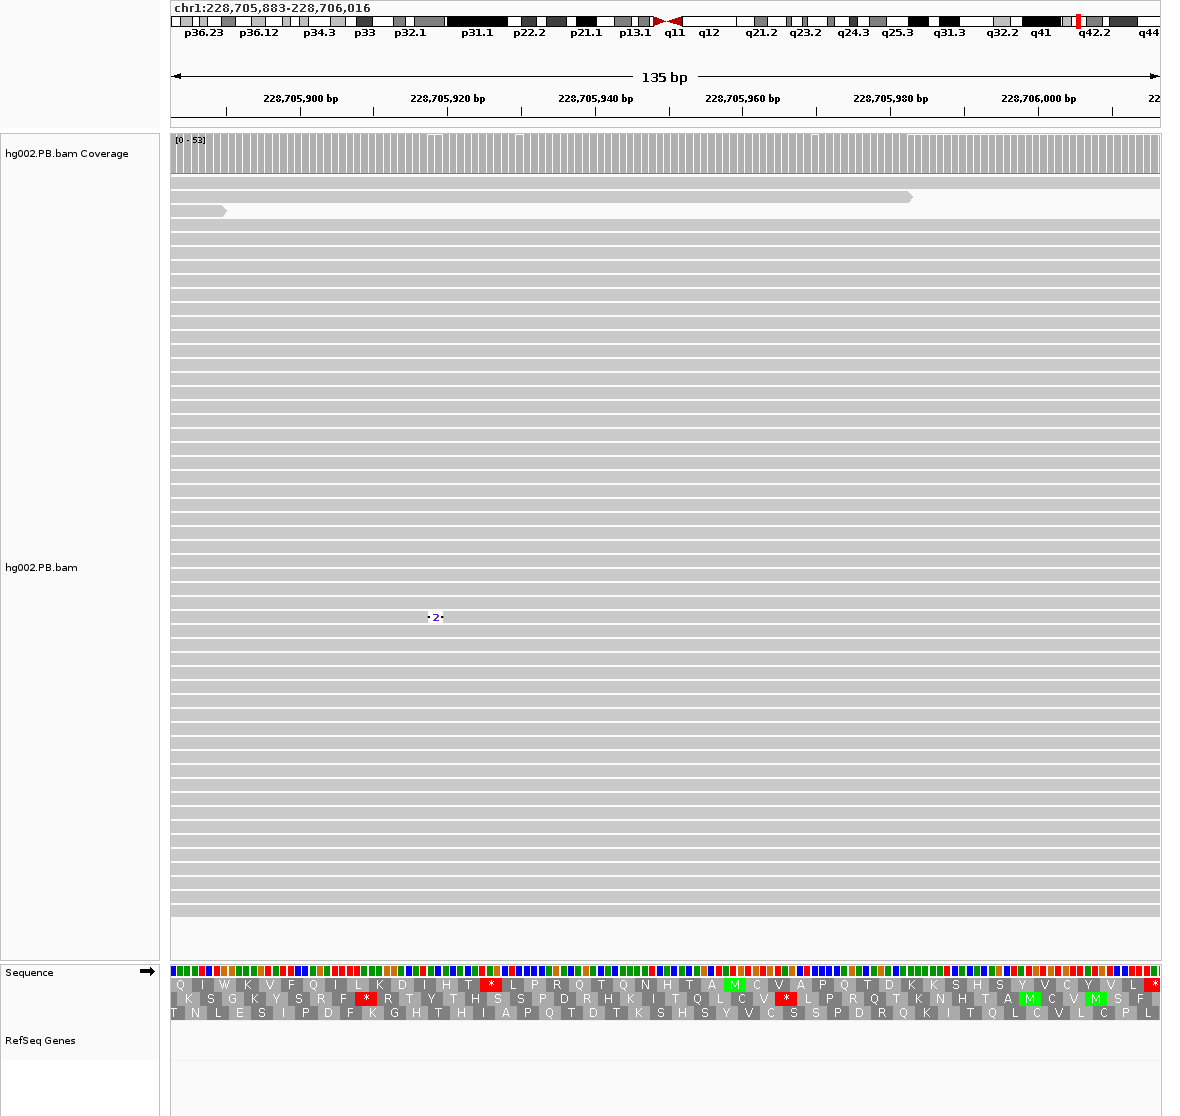 chr1:228,705,883-228,706,016
p36.23 p36.12 p34.3 p33 p32.1 p31.1 p22.2 p21.1 p13.1 q11 q12 q21.2 q23.2 q24.3 q25.3 q31.3 q32.2 q41 q42.2 q44
135 bp
228,705,900 bp 228,705,920 bp 228,705,940 bp 228,705,960 bp 228,705,980 bp 228,706,000 bp 22
[0 - 53]
hg002.PB.bam Coverage
hg002.PB.bam
2
Sequence
Q I W K V F Q I L K D I H T * L P R Q T Q N H T A M C V A P Q T D K K S H S Y V C Y V L *
K S G K Y S R F * R T Y T H S S P D R H K I T Q L C V * L P R Q T K N H T A M C V M S F
T N L E S I P D F K G H T H I A P Q T D T K S H S Y V C S S P D R Q K I T Q L C V L C P L
RefSeq Genes